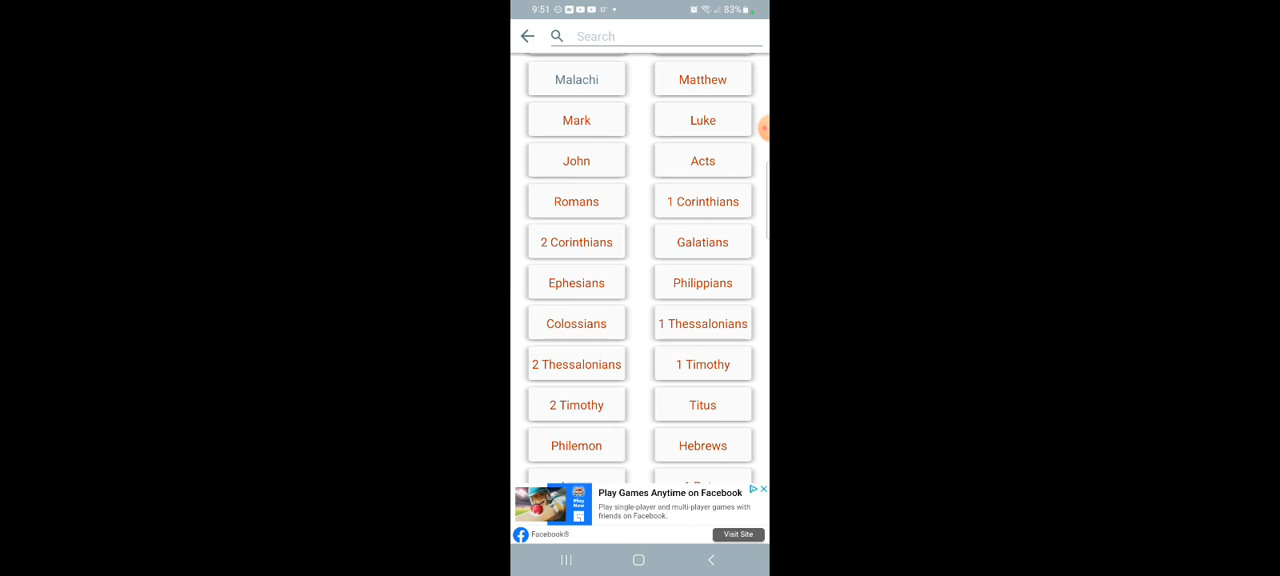 9:51
83%
Search
Malachi
Matthew
Mark
Luke
John
Acts
Romans
1 Corinthians
2 Corinthians
Galatians
Ephesians
Philippians
Colossians
1 Thessalonians
2 Thessalonians
1 Timothy
2 Timothy
Titus
Philemon
Hebrews
Play Now
Play Games Anytime on Facebook
Play single-player and multi-player games with
friends on Facebook.
Facebook®
Visit Site